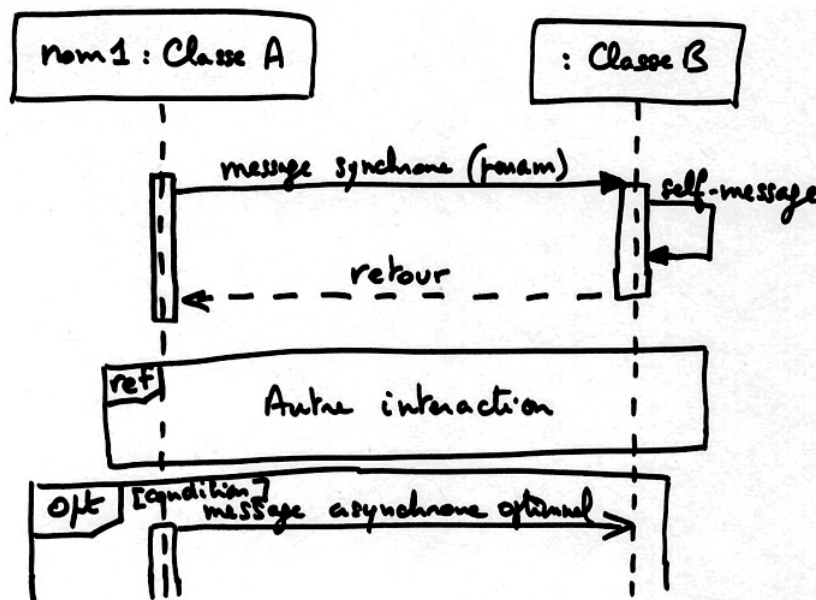 nom1 : Classe A
: Classe B
message synchrone (param)
self-message
retour
ref
Autre interaction
opt
[condition]
message asynchrone optionnel